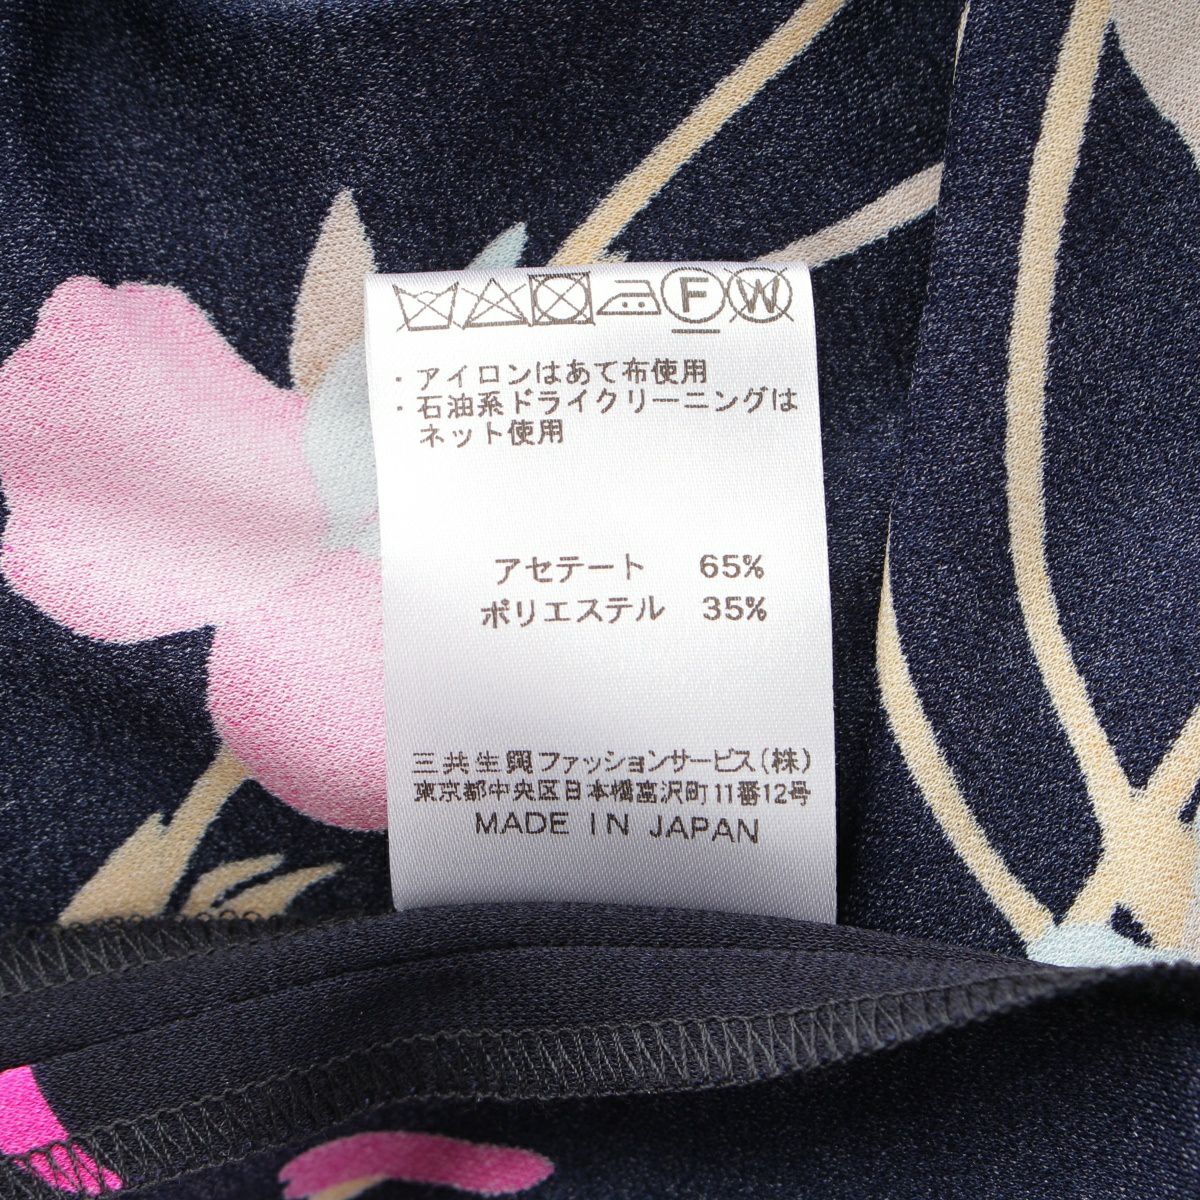 F W
・アイロンはあて布使用
・石油系ドライクリーニングは
ネット使用
アセテート 65%
ポリエステル 35%
三共生興ファッションサービス(株)
東京都中央区日本橋富沢町11番12号
MADE IN JAPAN